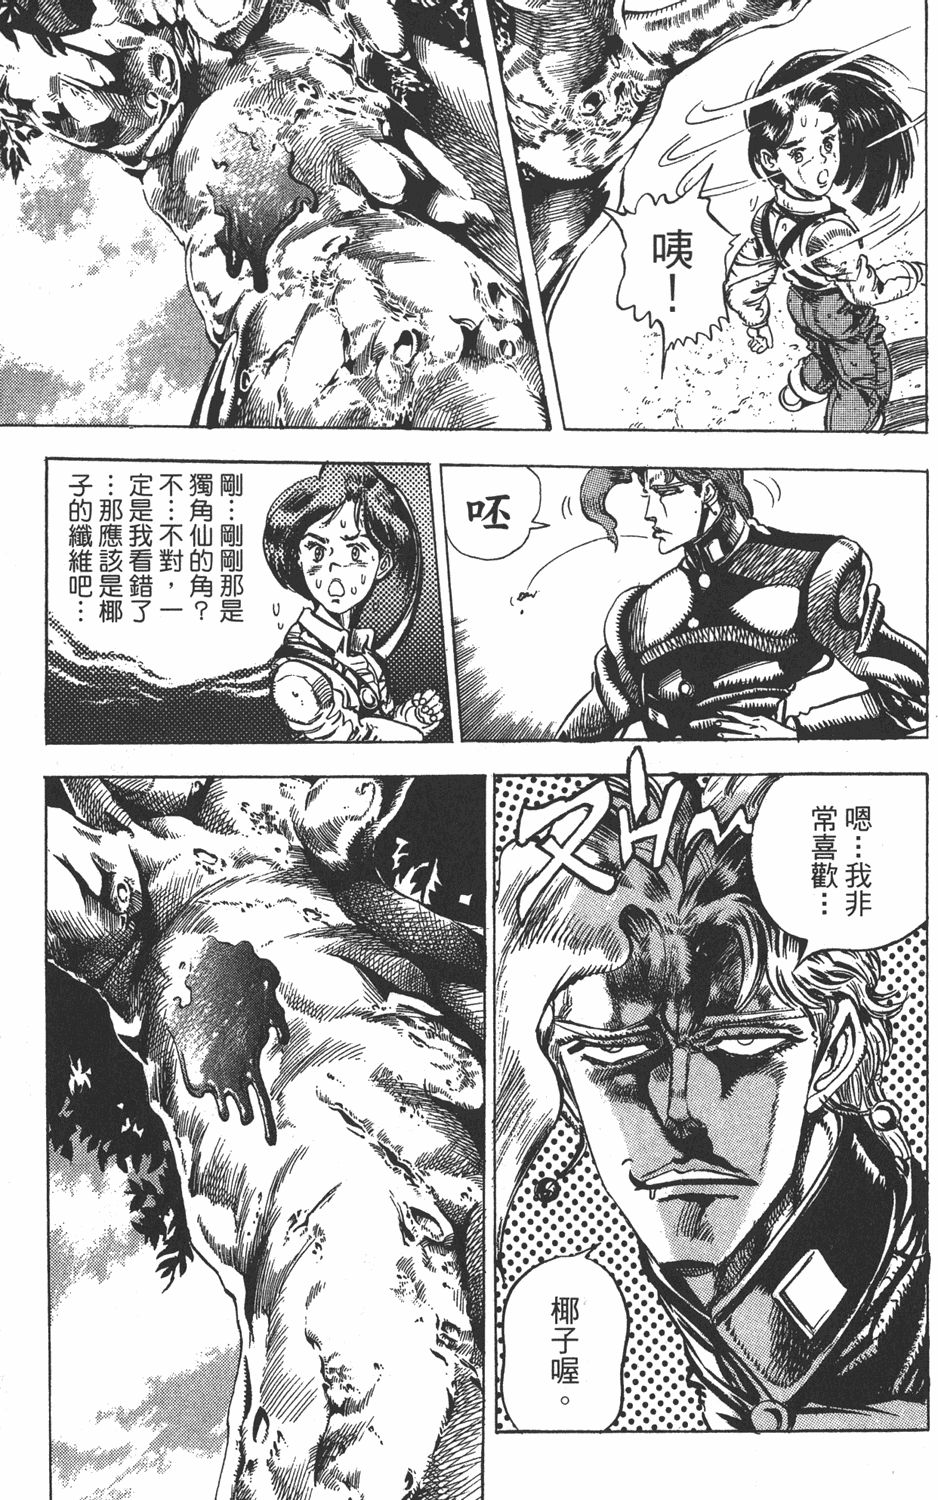 咦！
呸
剛…剛剛那是
獨角仙的角？
不…不對，一
定是我看錯了
…那應該是椰
子的纖維吧…
嗯…我非
常喜歡…
椰子喔。